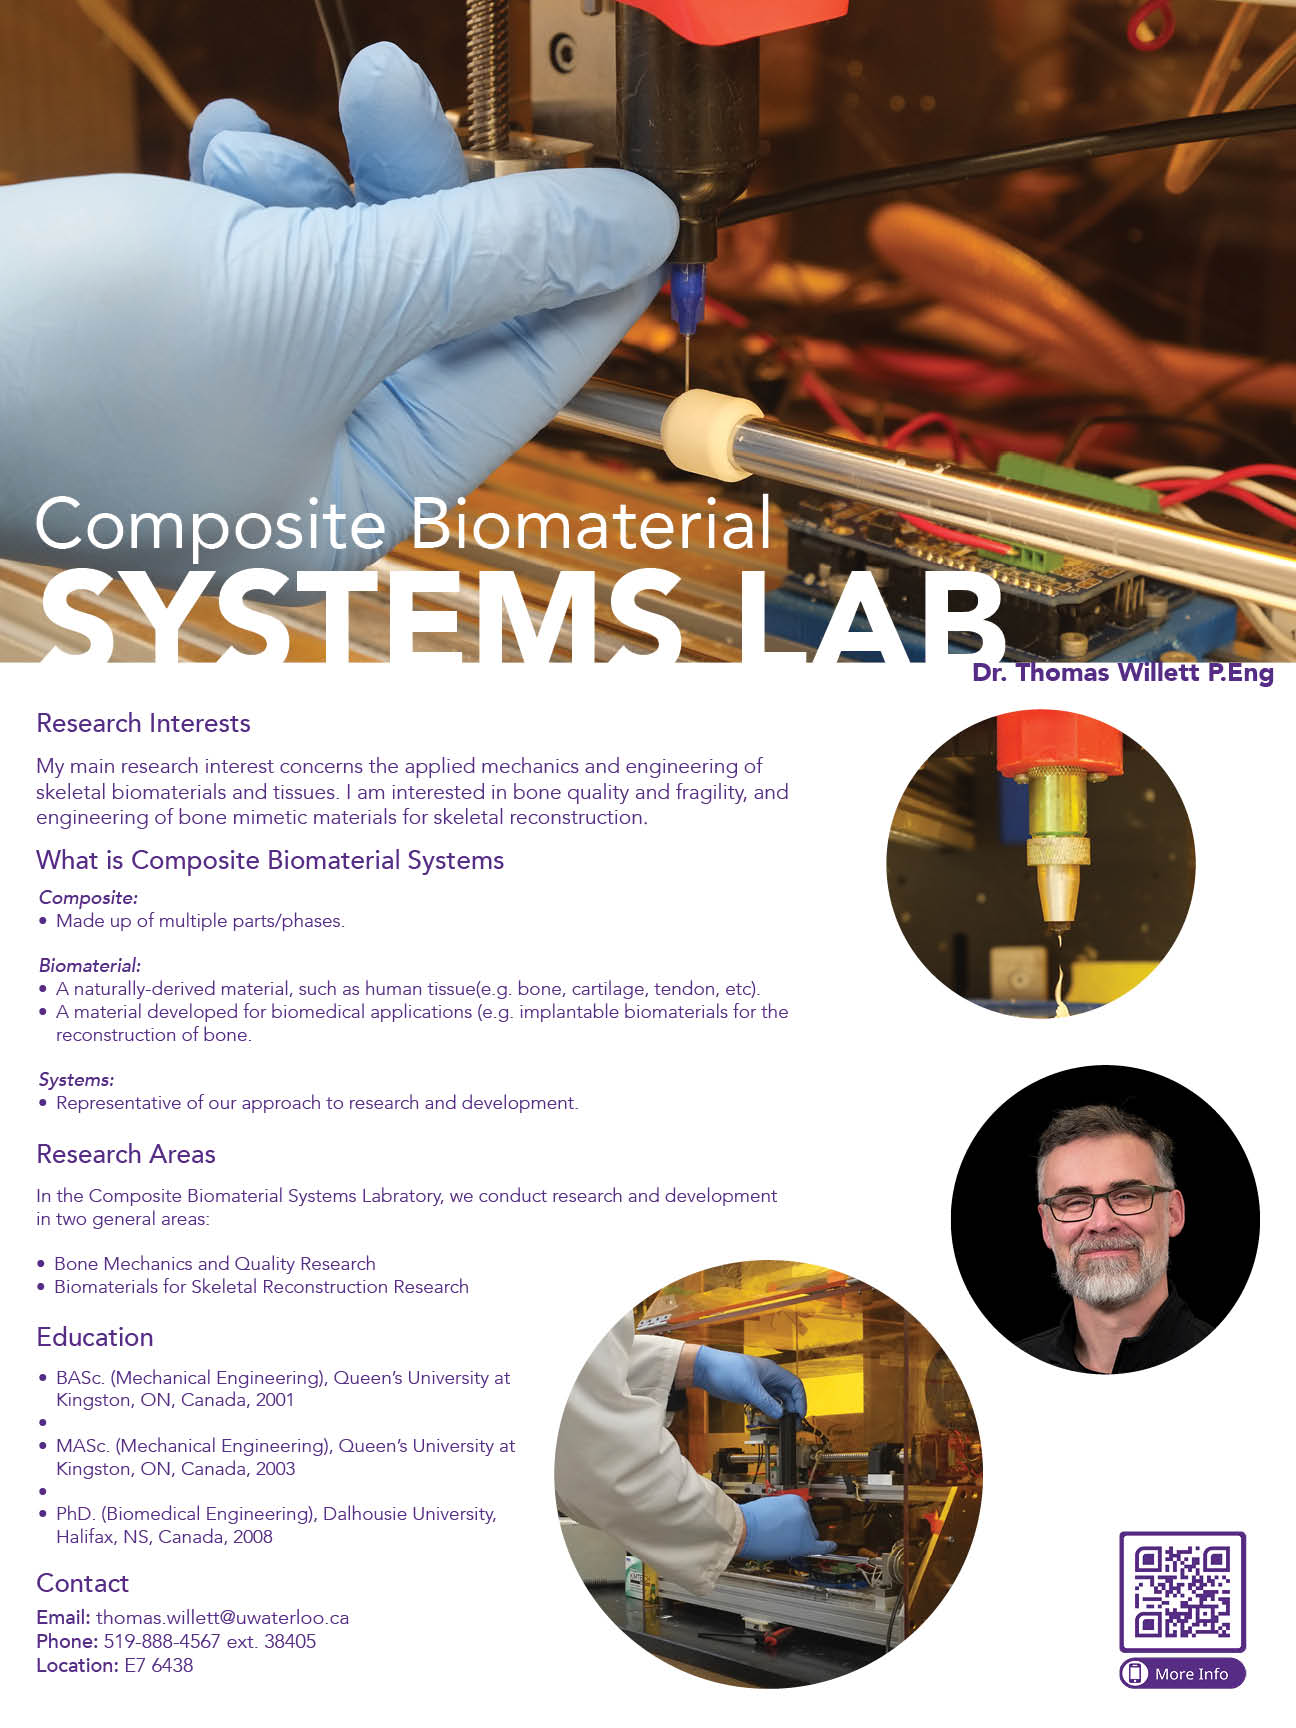 Composite Biomaterial
SYSTEMS LAB
Dr. Thomas Willett P.Eng
Research Interests
My main research interest concerns the applied mechanics and engineering of
skeletal biomaterials and tissues. I am interested in bone quality and fragility, and
engineering of bone mimetic materials for skeletal reconstruction.
What is Composite Biomaterial Systems
Composite:
• Made up of multiple parts/phases.
Biomaterial:
• A naturally-derived material, such as human tissue(e.g. bone, cartilage, tendon, etc).
• A material developed for biomedical applications (e.g. implantable biomaterials for the
reconstruction of bone.
Systems:
• Representative of our approach to research and development.
Research Areas
In the Composite Biomaterial Systems Labratory, we conduct research and development
in two general areas:
• Bone Mechanics and Quality Research
• Biomaterials for Skeletal Reconstruction Research
Education
• BASc. (Mechanical Engineering), Queen's University at
Kingston, ON, Canada, 2001
•
• MASc. (Mechanical Engineering), Queen's University at
Kingston, ON, Canada, 2003
•
• PhD. (Biomedical Engineering), Dalhousie University,
Halifax, NS, Canada, 2008
Contact
Email: thomas.willett@uwaterloo.ca
Phone: 519-888-4567 ext. 38405
Location: E7 6438
More Info